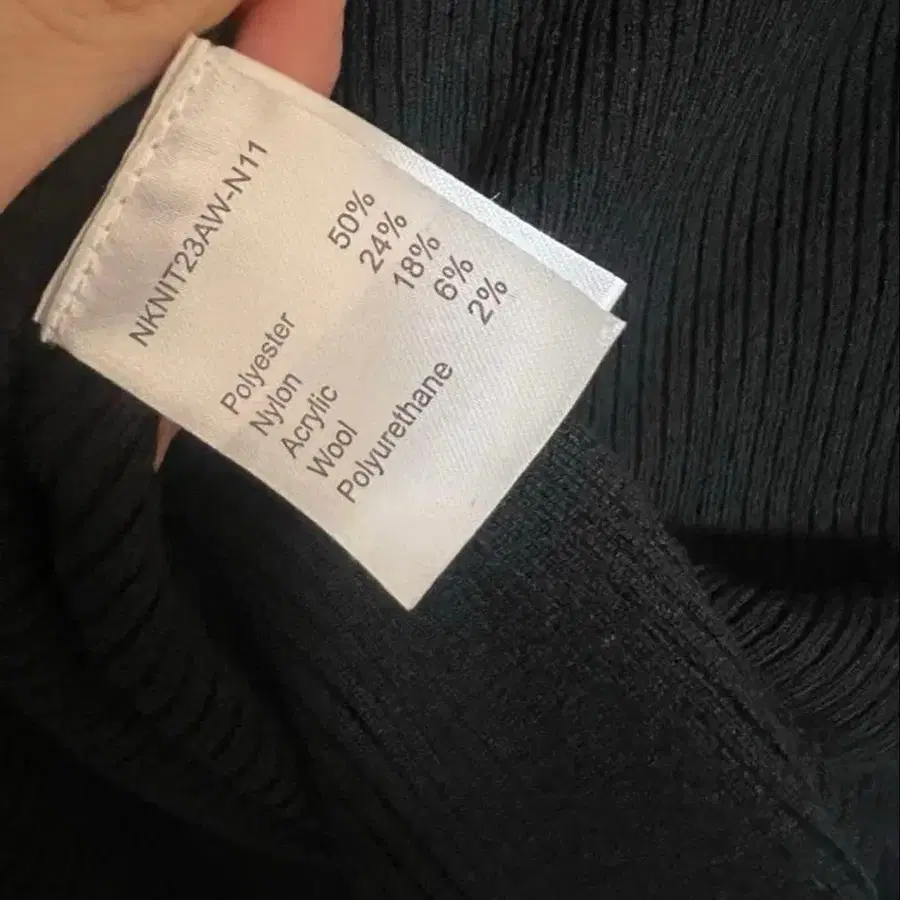 NKNIT23AW-N11
Polyester 50%
Nylon 24%
Acrylic 18%
Wool 6%
Polyurethane 2%